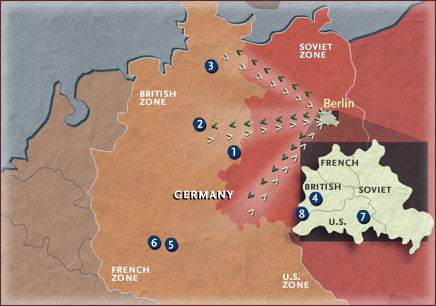 SOVIET
ZONE
3
BRITISH
ZONE
Berlin
2
1
FRENCH
BRITISH
SOVIET
4
GERMANY
8
U.S.
7
6
5
FRENCH
ZONE
U.S.
ZONE